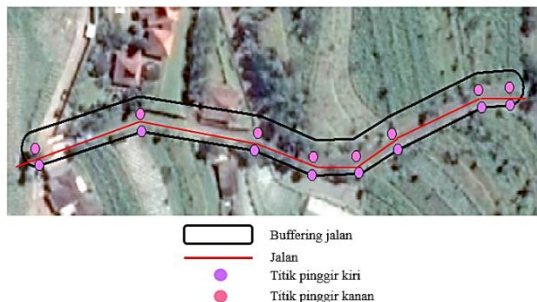 Buffering jalan
Jalan
Titik pinggir kiri
Titik pinggir kanan